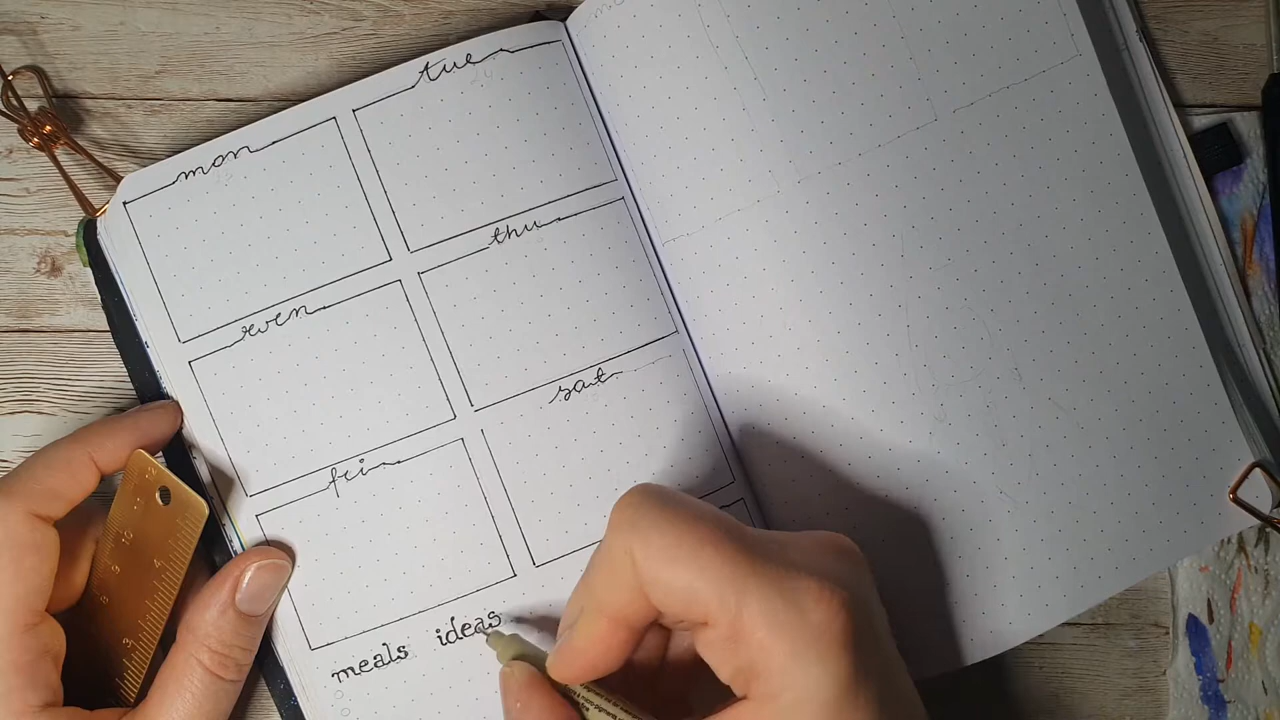 mon
tue
wen
thu
fri
sat
meals ideas